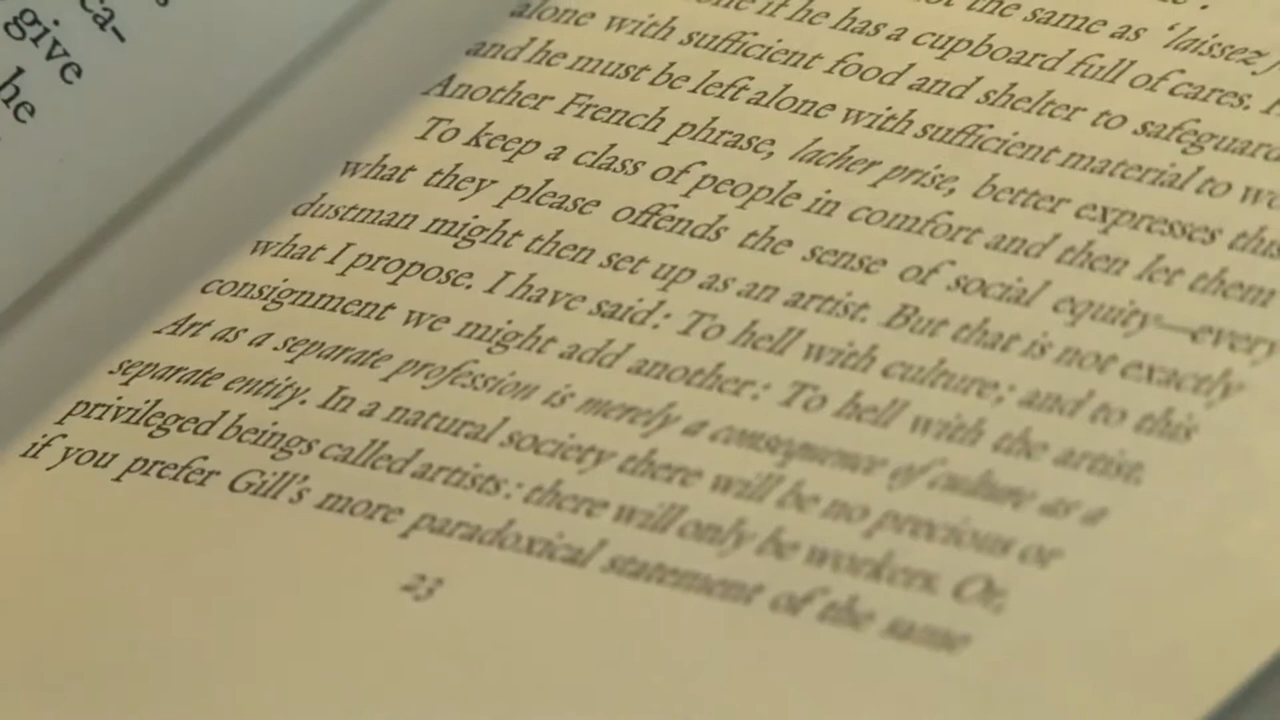 ca-
give
he
the same as ‘laissez
if he has a cupboard full of cares.
alone with sufficient food and shelter to safeguard
and he must be left alone with sufficient material to
Another French phrase, lacher prise, better expresses this
To keep a class of people in comfort and then let them
what they please offends the sense of social equity—every
dustman might then set up as an artist. But that is not exactly
what I propose. I have said: To hell with culture; and to this
consignment we might add another: To hell with the artist.
Art as a separate profession is merely a consequence of culture as a
separate entity. In a natural society there will be no precious or
privileged beings called artists: there will only be workers. Or,
if you prefer Gill’s more paradoxical statement of the same
23